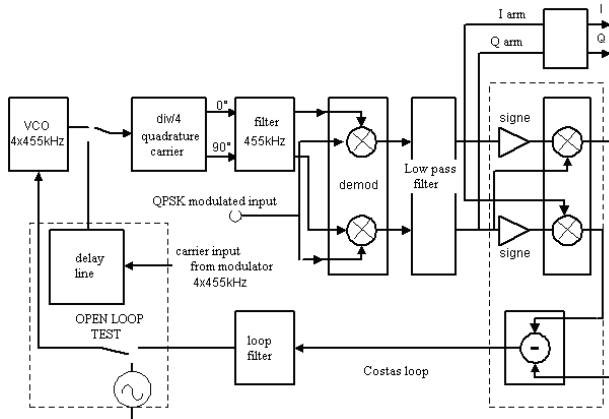 I arm
I
Q arm
Q
VCO
4x455kHz
div/4
quadrature
carrier
0°
90°
filter
455kHz
demod
Low pass
filter
signe
signe
QPSK modulated input
delay
line
carrier input
from modulator
4x455kHz
OPEN LOOP
TEST
loop
filter
Costas loop
-